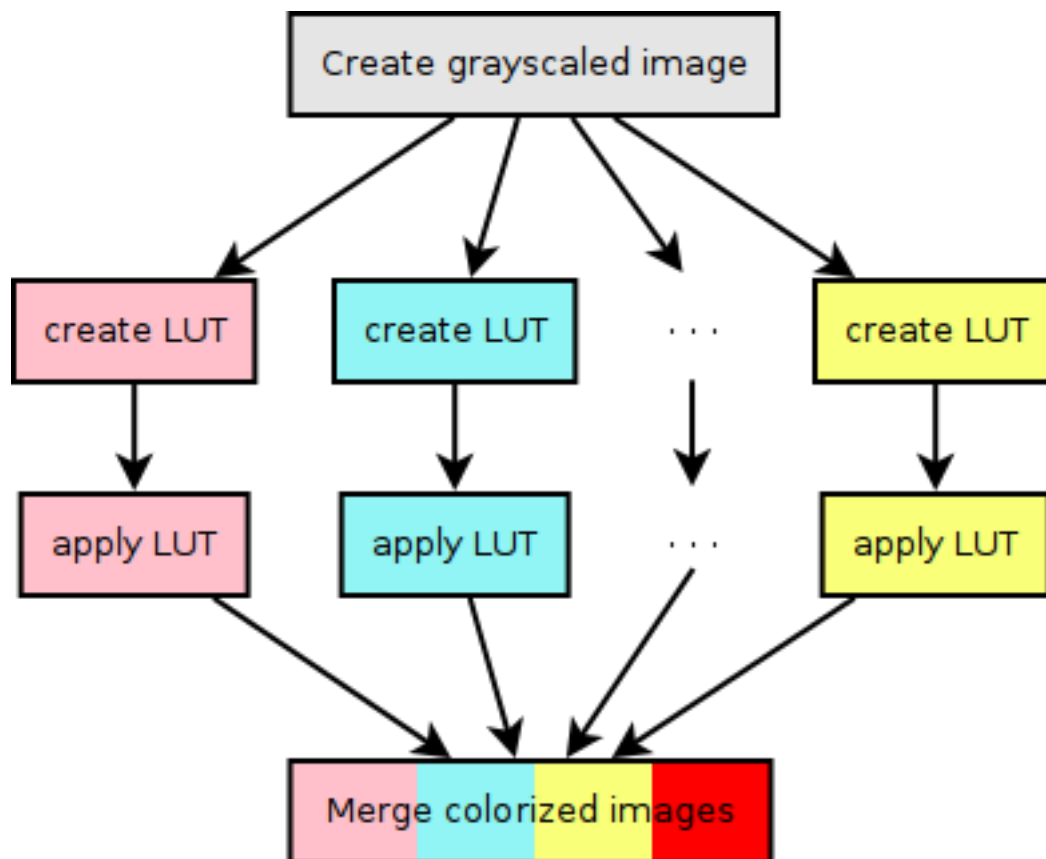 Create grayscaled image
create LUT create LUT . . . create LUT
apply LUT apply LUT . . . apply LUT
Merge colorized images